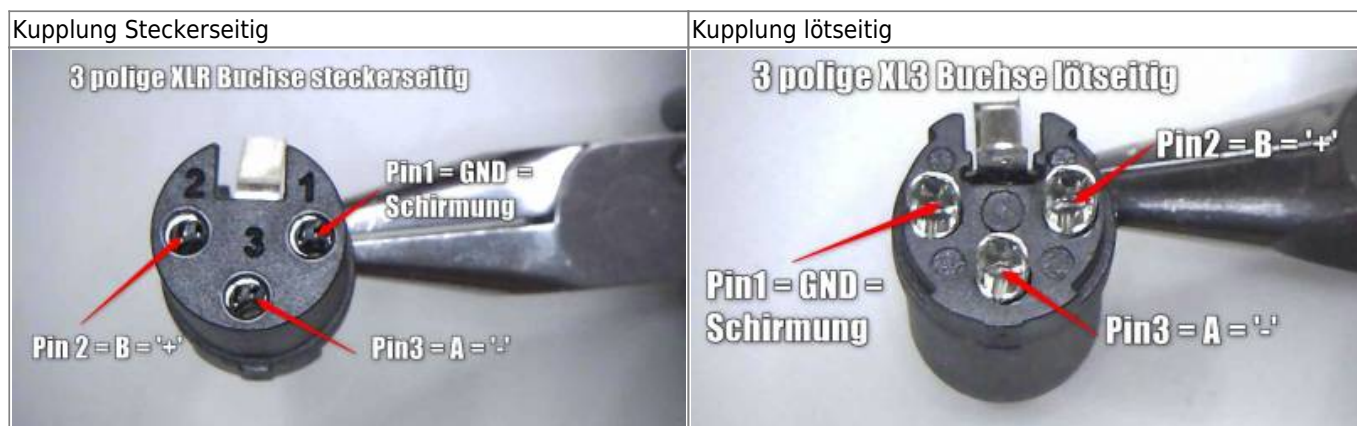 Kupplung Steckerseitig
Kupplung lötseitig
3 polige XLR Buchse steckerseitig
2
1
3
Pin1 = GND =
Schirmung
Pin 2 = B = '+'
Pin3 = A = '-'
3 polige XL3 Buchse lötseitig
Pin2 = B = '+'
Pin1 = GND =
Schirmung
Pin3 = A = '-'